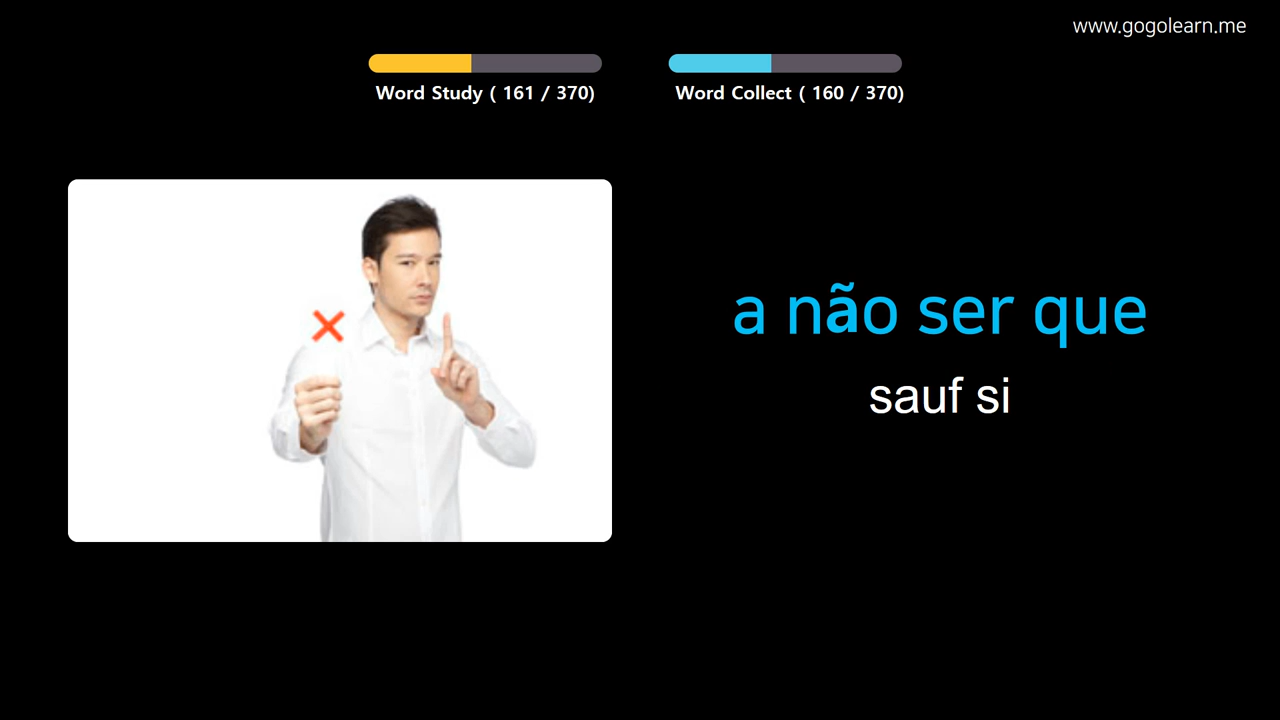 www.gogolearn.me
Word Study ( 161 / 370)
Word Collect ( 160 / 370)
a não ser que
sauf si